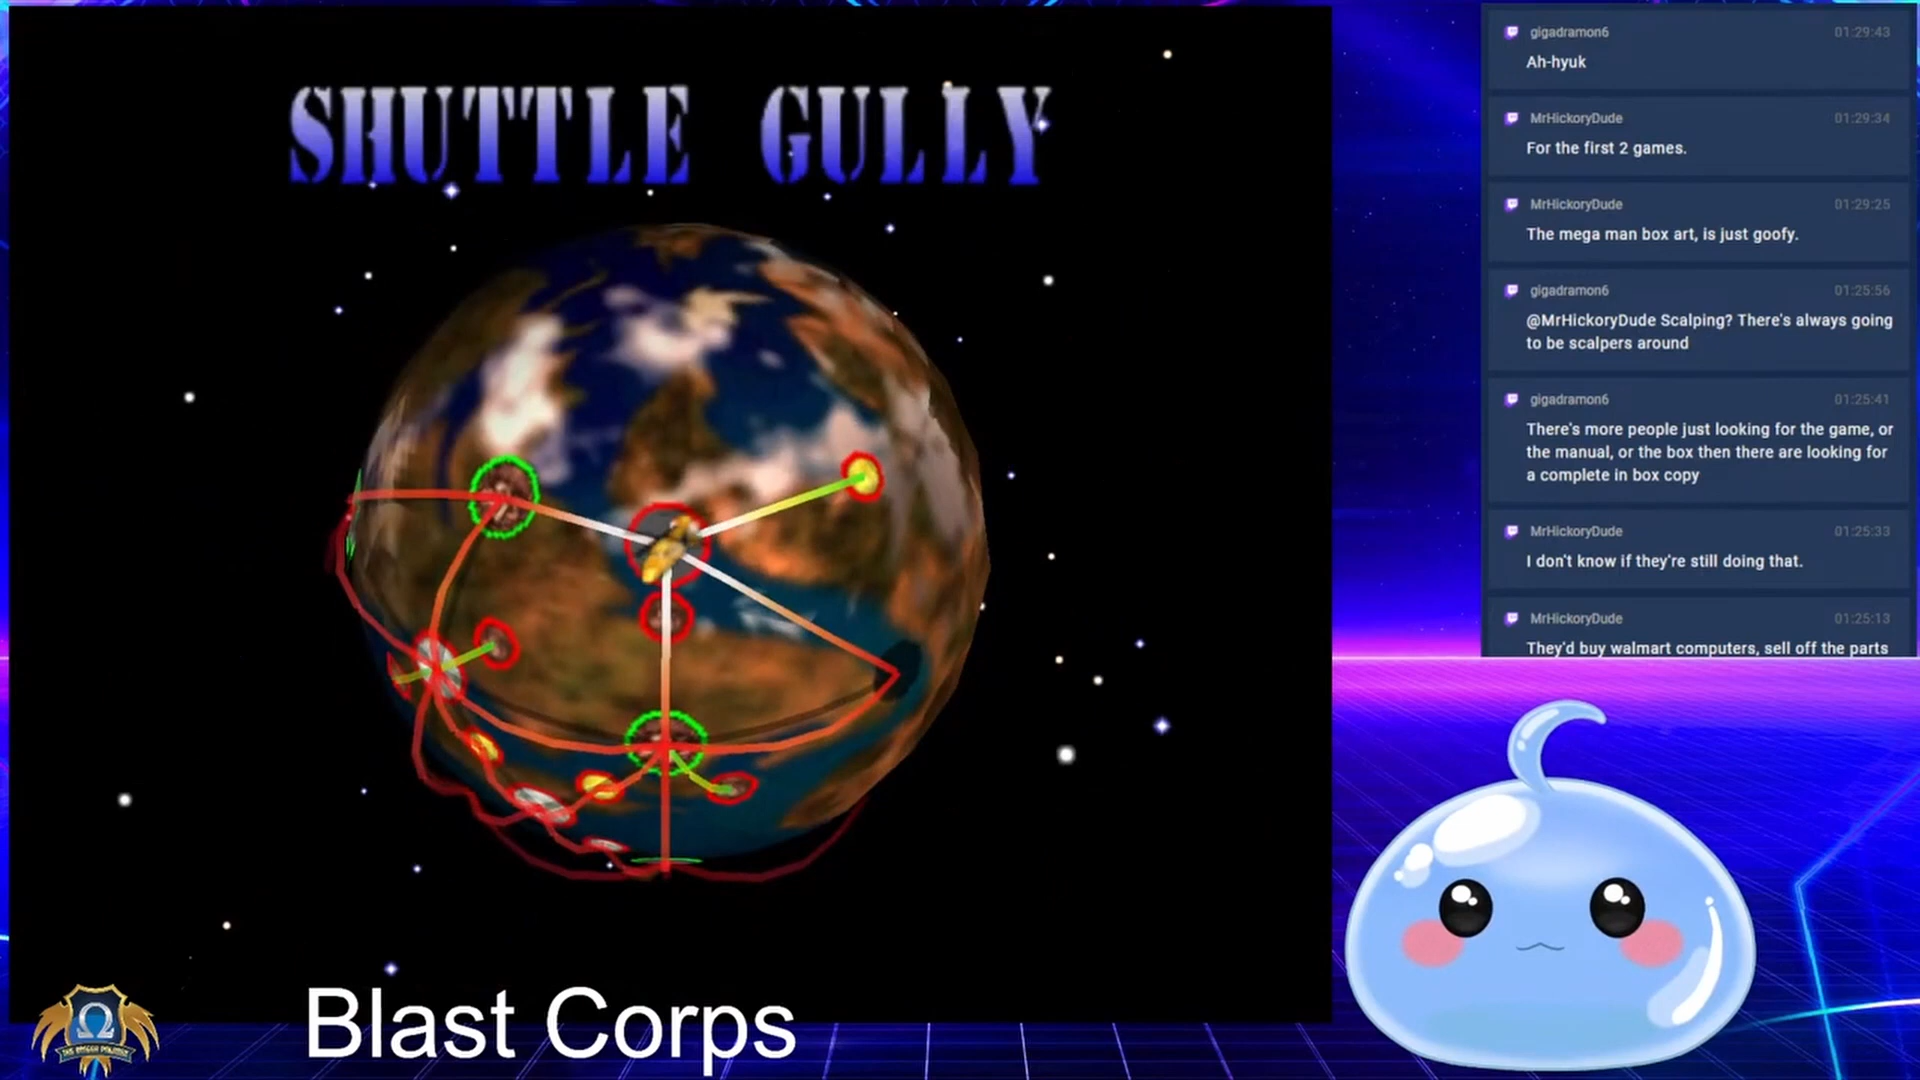 SHUTTLE GULLY
gigadramon6 01:29:43
Ah-hyuk
MrHickoryDude 01:29:34
For the first 2 games.
MrHickoryDude 01:29:25
The mega man box art, is just goofy.
gigadramon6 01:25:56
@MrHickoryDude Scalping? There's always going
to be scalpers around
gigadramon6 01:25:41
There's more people just looking for the game, or
the manual, or the box then there are looking for
a complete in box copy
MrHickoryDude 01:25:33
I don't know if they're still doing that.
MrHickoryDude 01:25:13
They'd buy walmart computers, sell off the parts
Blast Corps
Ω